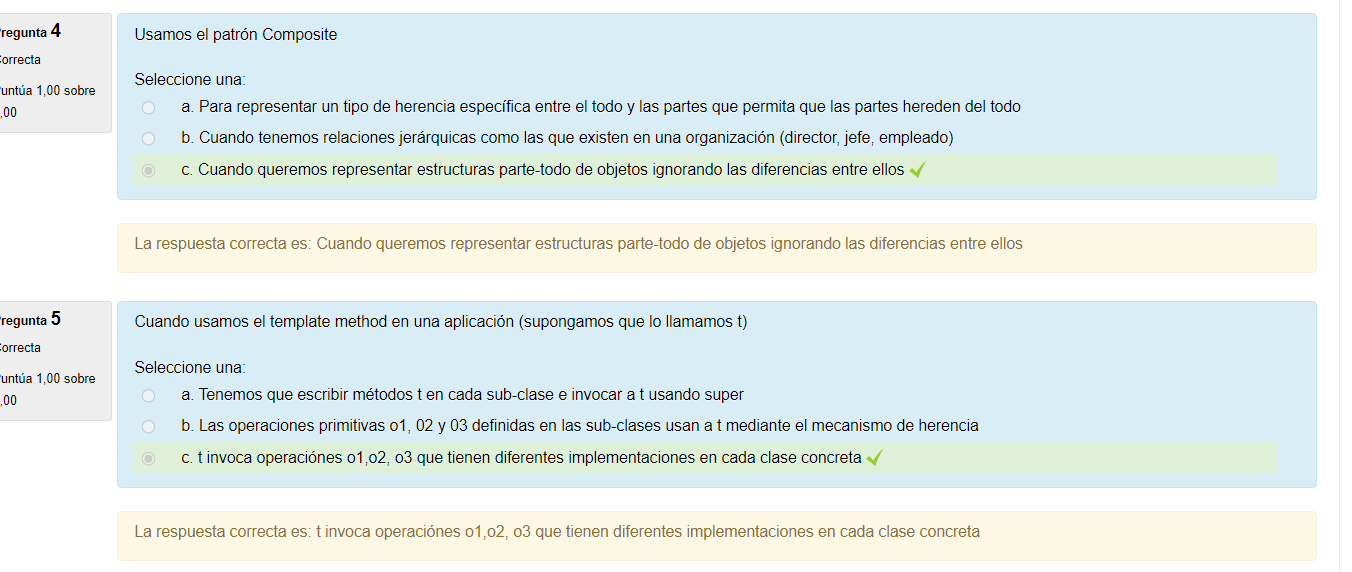 regunta 4
orrecta
untúa 1,00 sobre
,00
Usamos el patrón Composite
Seleccione una:
a. Para representar un tipo de herencia específica entre el todo y las partes que permita que las partes hereden del todo
b. Cuando tenemos relaciones jerárquicas como las que existen en una organización (director, jefe, empleado)
c. Cuando queremos representar estructuras parte-todo de objetos ignorando las diferencias entre ellos
La respuesta correcta es: Cuando queremos representar estructuras parte-todo de objetos ignorando las diferencias entre ellos
regunta 5
orrecta
untúa 1,00 sobre
,00
Cuando usamos el template method en una aplicación (supongamos que lo llamamos t)
Seleccione una:
a. Tenemos que escribir métodos t en cada sub-clase e invocar a t usando super
b. Las operaciones primitivas o1, 02 y 03 definidas en las sub-clases usan a t mediante el mecanismo de herencia
c. t invoca operaciónes o1,o2, o3 que tienen diferentes implementaciones en cada clase concreta
La respuesta correcta es: t invoca operaciónes o1,o2, o3 que tienen diferentes implementaciones en cada clase concreta